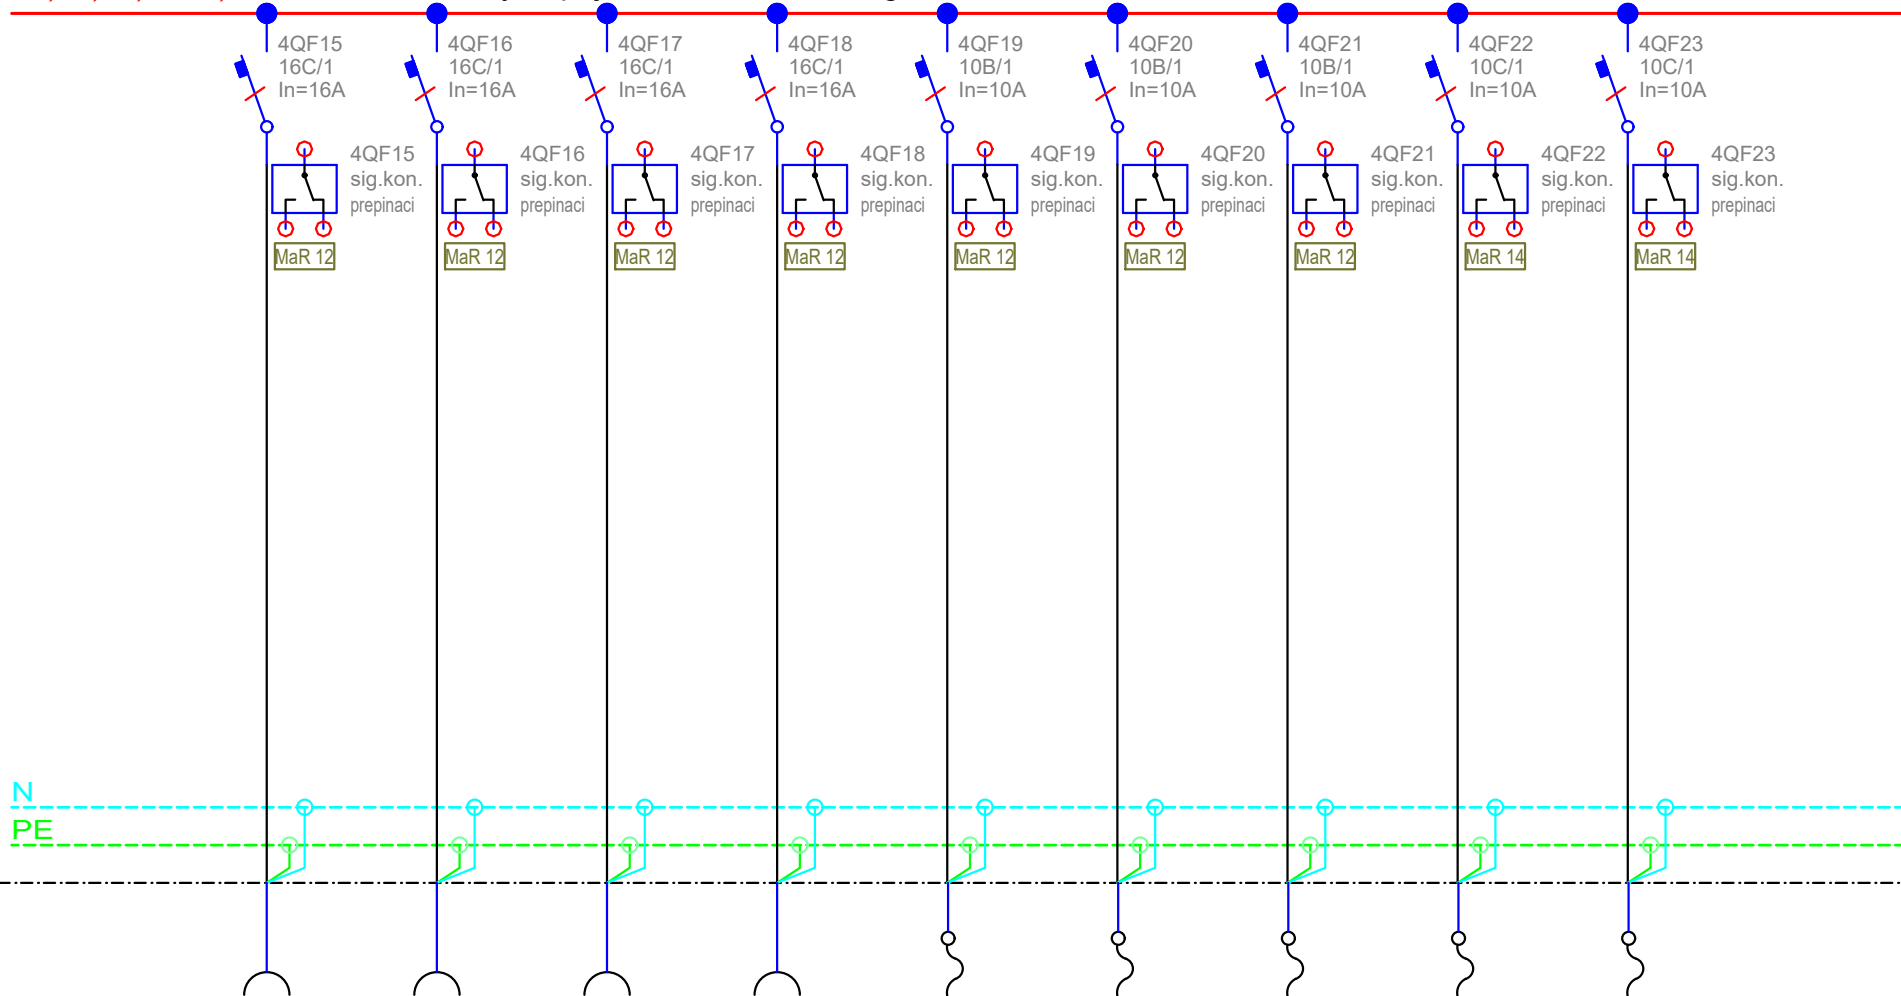 4QF15
16C/1
In=16A
4QF16
16C/1
In=16A
4QF17
16C/1
In=16A
4QF18
16C/1
In=16A
4QF19
10B/1
In=10A
4QF20
10B/1
In=10A
4QF21
10B/1
In=10A
4QF22
10C/1
In=10A
4QF23
10C/1
In=10A
4QF15
sig.kon.
prepinaci
MaR 12
4QF16
sig.kon.
prepinaci
MaR 12
4QF17
sig.kon.
prepinaci
MaR 12
4QF18
sig.kon.
prepinaci
MaR 12
4QF19
sig.kon.
prepinaci
MaR 12
4QF20
sig.kon.
prepinaci
MaR 12
4QF21
sig.kon.
prepinaci
MaR 12
4QF22
sig.kon.
prepinaci
MaR 14
4QF23
sig.kon.
prepinaci
MaR 14
N
PE